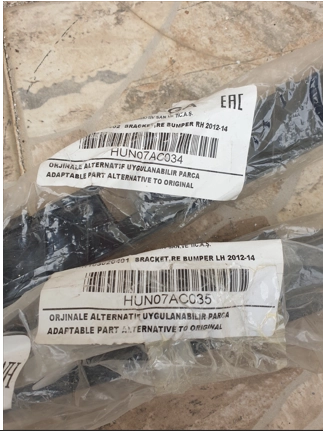 EAC
BRACKET,RE BUMPER RH 2012-14
HUN07AC034
ORJINALE ALTERNATIF UYGULANABILIR PARCA
ADAPTABLE PART ALTERNATIVE TO ORIGINAL
BRACKET,RE BUMPER LH 2012-14
HUN07AC035
ORJINALE ALTERNATIF UYGULANABILIR PARCA
ADAPTABLE PART ALTERNATIVE TO ORIGINAL